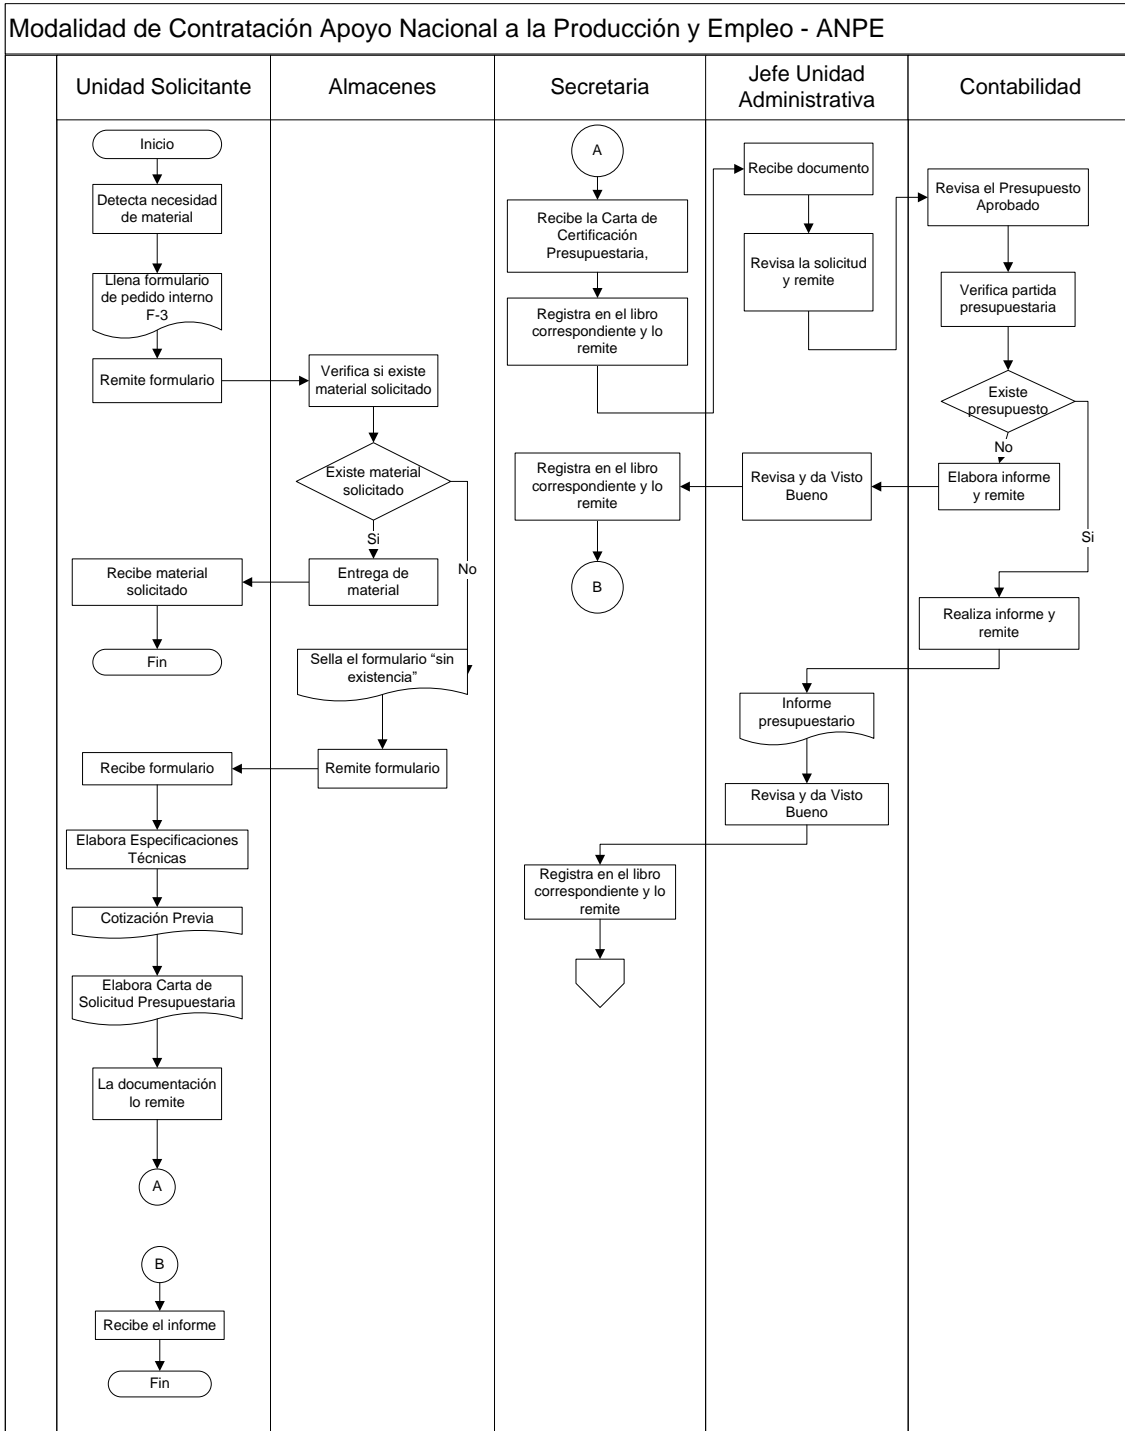 Modalidad de Contratación Apoyo Nacional a la Producción y Empleo - ANPE
Unidad Solicitante
Almacenes
Secretaria
Jefe Unidad
Administrativa
Contabilidad
Inicio
Detecta necesidad
de material
Llena formulario
de pedido interno
F-3
Remite formulario
Verifica si existe
material solicitado
Existe material
solicitado
Si
No
Entrega de
material
Recibe material
solicitado
Fin
Sella el formulario “sin
existencia”
Remite formulario
Recibe formulario
Elabora Especificaciones
Técnicas
Cotización Previa
Elabora Carta de
Solicitud Presupuestaria
La documentación
lo remite
A
B
Recibe el informe
Fin
A
Recibe la Carta de
Certificación
Presupuestaria,
Registra en el libro
correspondiente y lo
remite
Recibe documento
Revisa la solicitud
y remite
Revisa el Presupuesto
Aprobado
Verifica partida
presupuestaria
Existe
presupuesto
No
Si
Elabora informe
y remite
Revisa y da Visto
Bueno
Registra en el libro
correspondiente y lo
remite
B
Realiza informe y
remite
Informe
presupuestario
Revisa y da Visto
Bueno
Registra en el libro
correspondiente y lo
remite